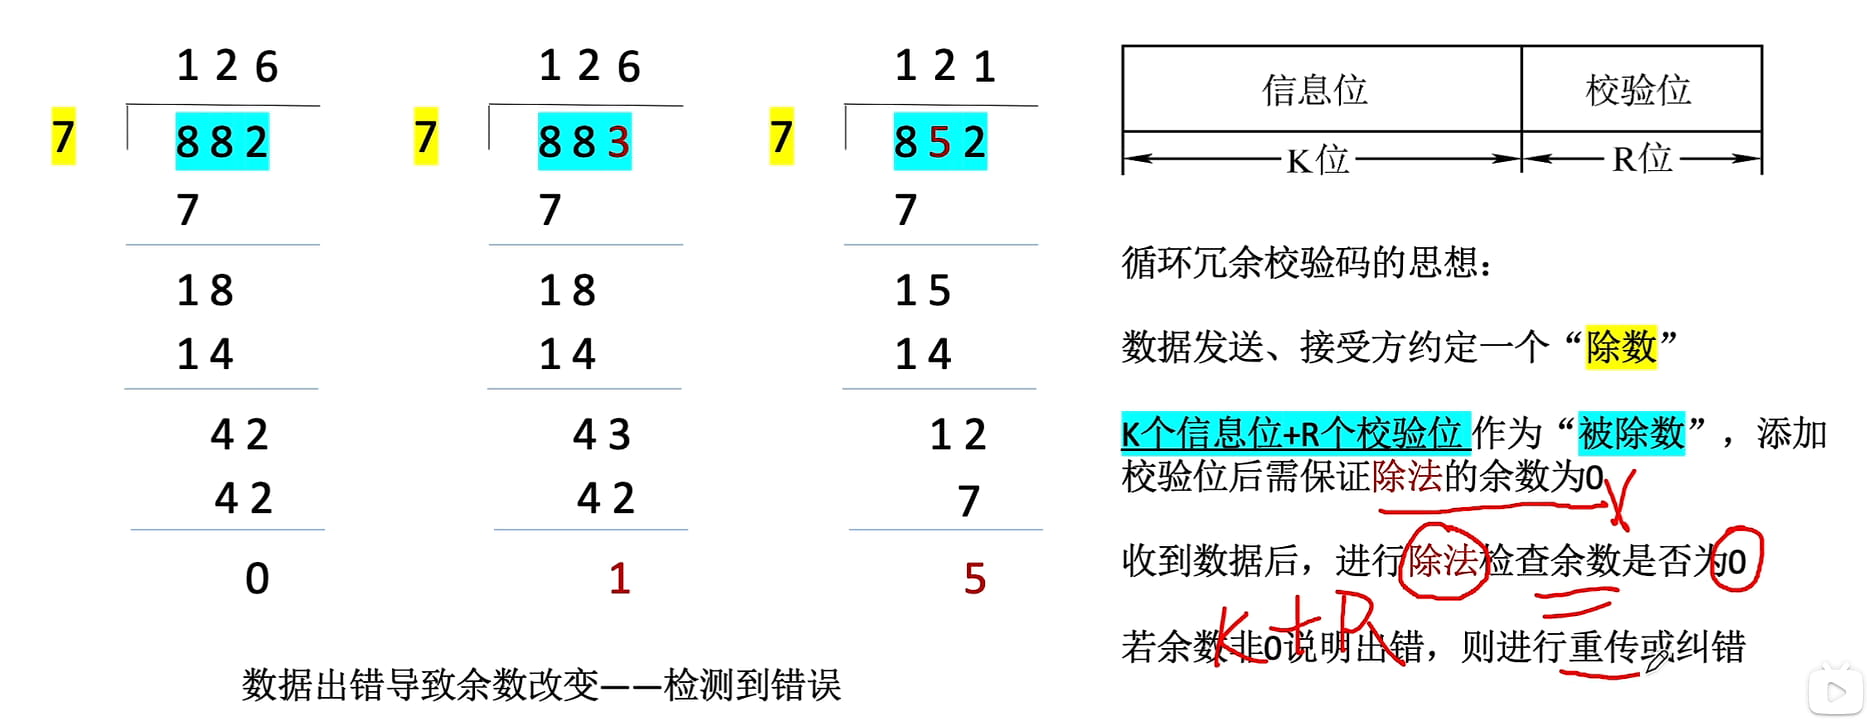 126
7 882
7
18
14
42
42
0
126
7 883
7
18
14
43
42
1
121
7 852
7
15
14
12
7
5
数据出错导致余数改变——检测到错误
信息位 校验位
K位 R位
循环冗余校验码的思想：
数据发送、接受方约定一个“除数”
K个信息位+R个校验位作为“被除数”，添加
校验位后需保证除法的余数为0
收到数据后，进行除法检查余数是否为0
K+R
若余数非0说明出错，则进行重传或纠错